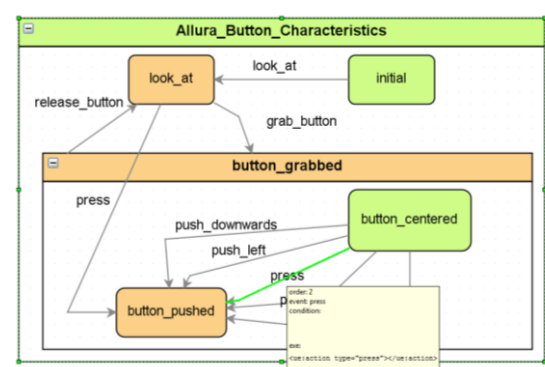 Allura_Button_Characteristics
look_at
look_at
initial
release_button
grab_button
button_grabbed
press
button_centered
push_downwards
push_left
press
button_pushed
order: 2
event: press
condition:
exe:
<ue:action type="press"></ue:action>